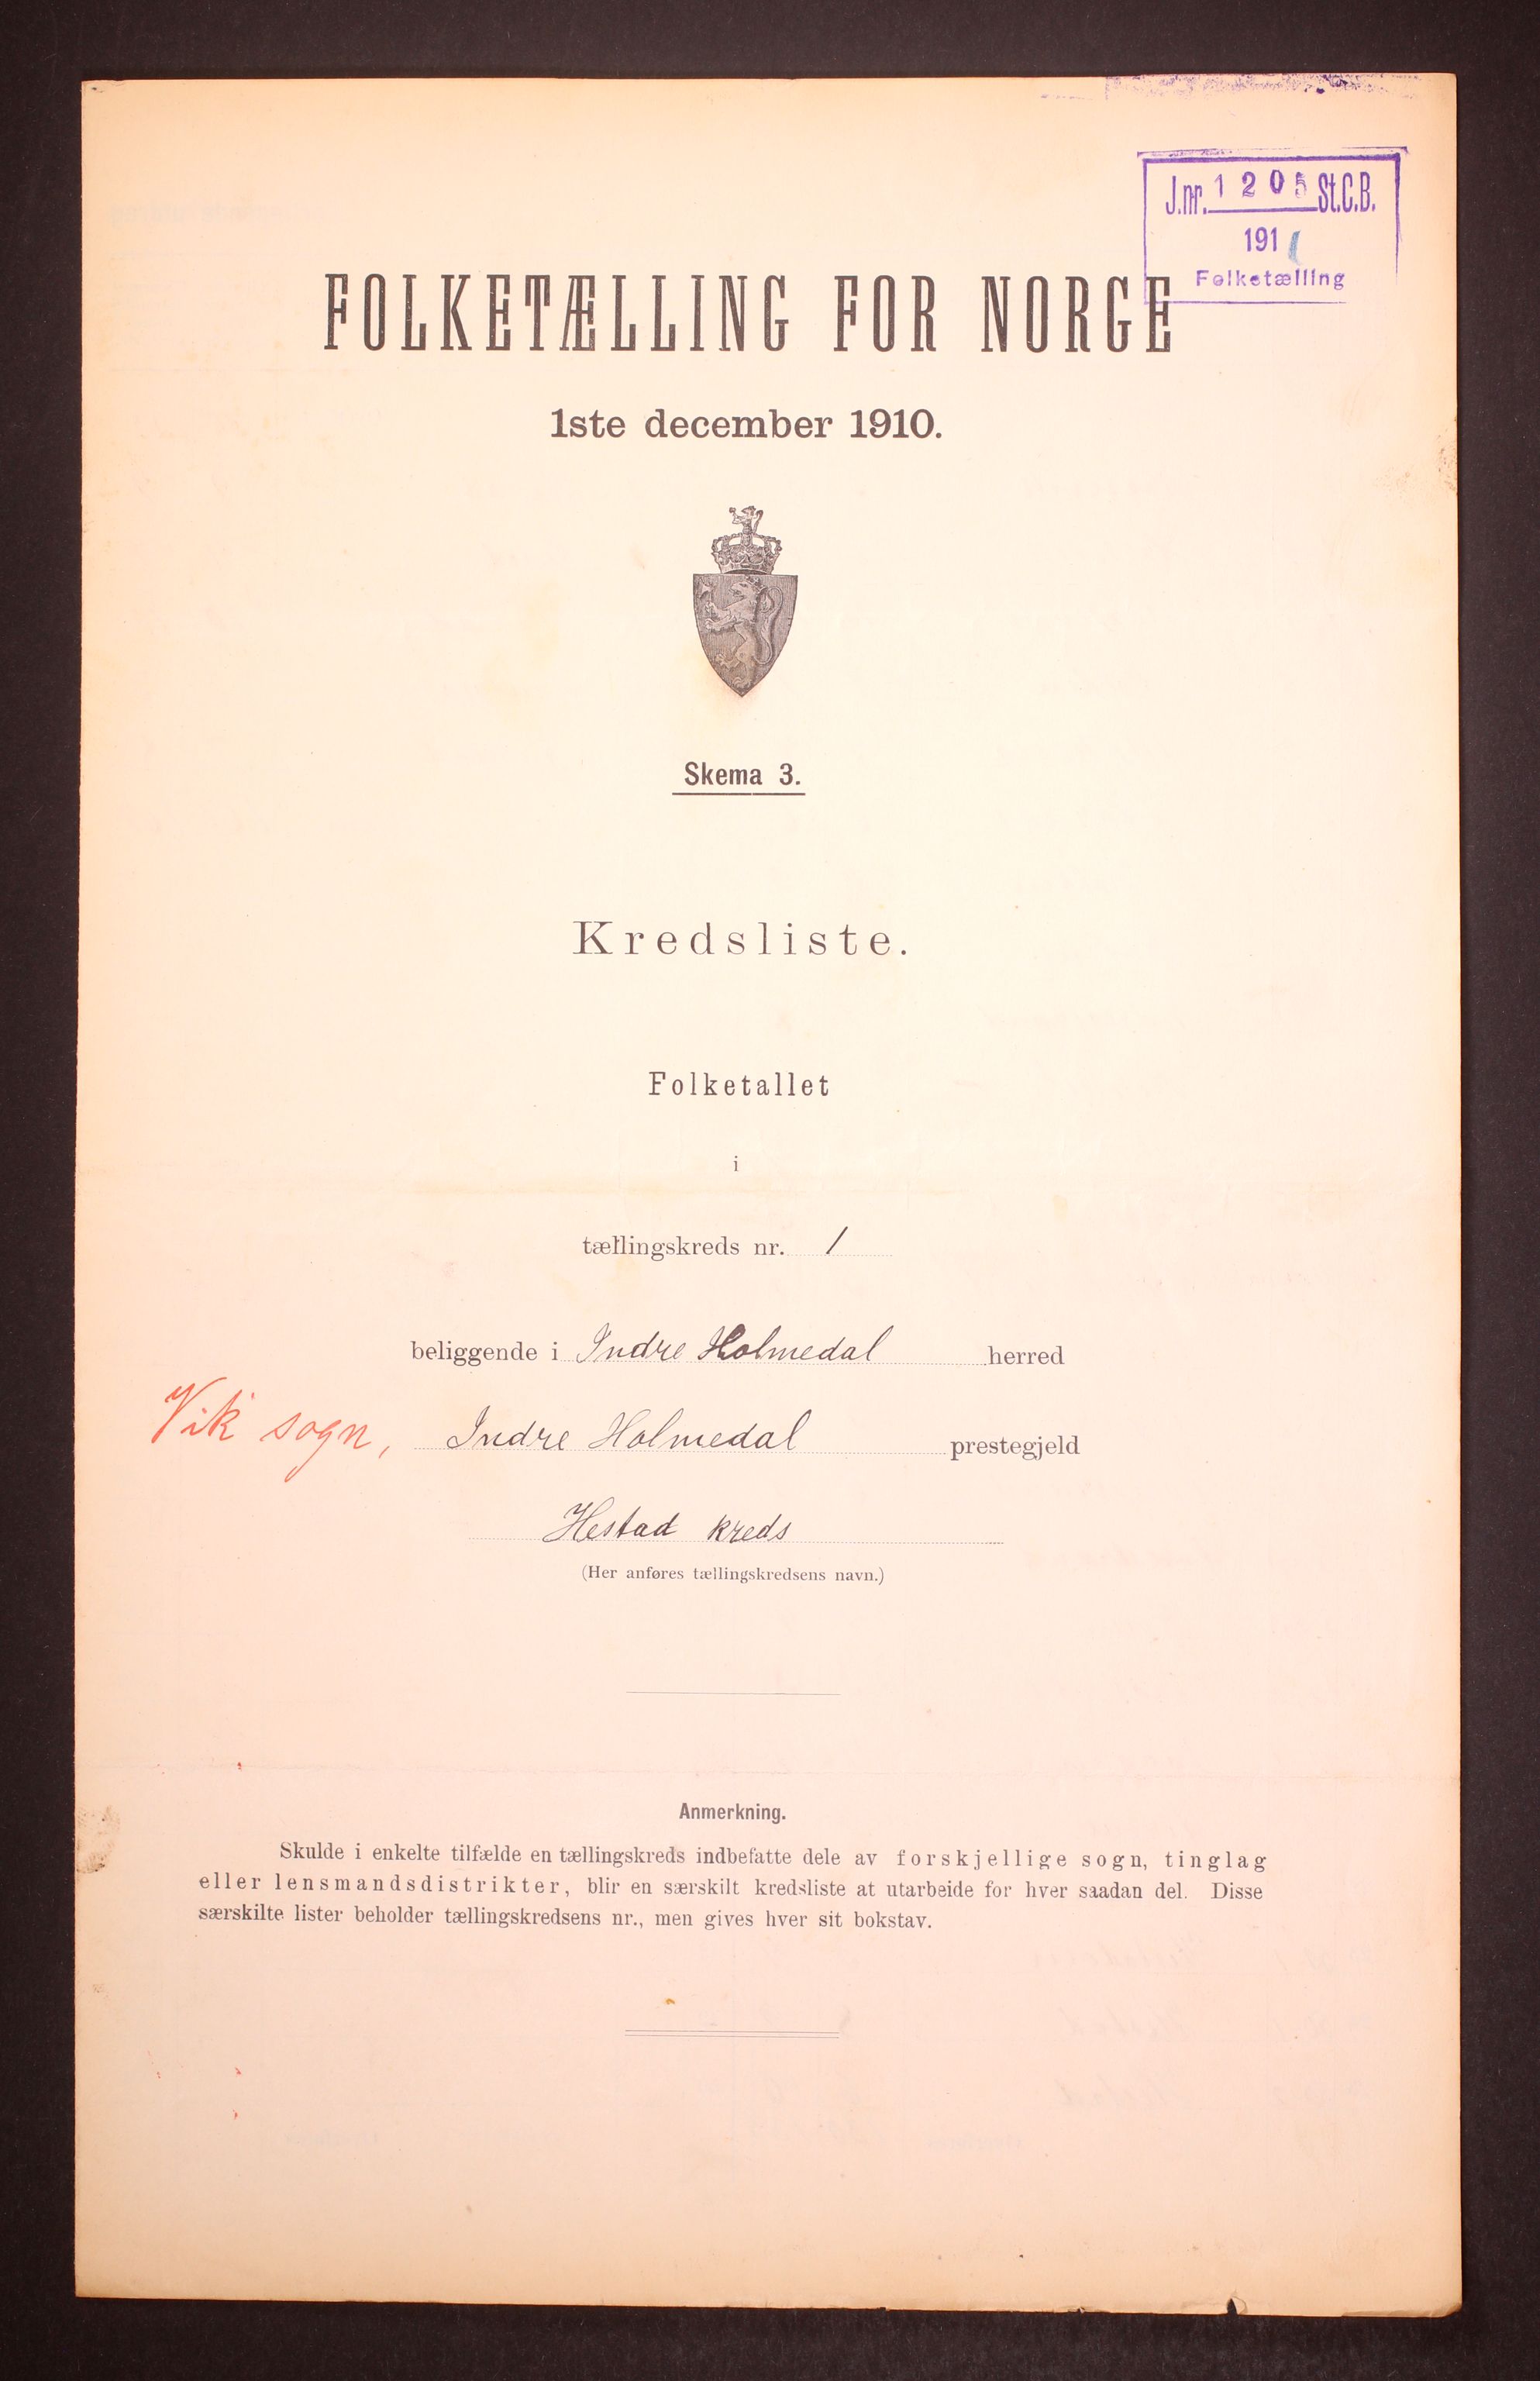 J.nr. 1205 St.C.B.
1911
Folketælling
FOLKETÆLLING FOR NORGE
1ste december 1910.
Skema 3.
Kredsliste.
Folketallet
i
tællingskreds nr. 1
beliggende i Indre Holmedal herred
Vik sogn, Indre Holmedal prestegjeld
Hestad kreds
(Her anføres tællingskredsens navn.)
Anmerkning.
Skulde i enkelte tilfælde en tællingskreds indbefatte dele av forskjellige sogn, tinglag
eller lensmandsdistrikter, blir en særskilt kredsliste at utarbeide for hver saadan del. Disse
særskilte lister beholder tællingskredsens nr., men gives hver sit bokstav.